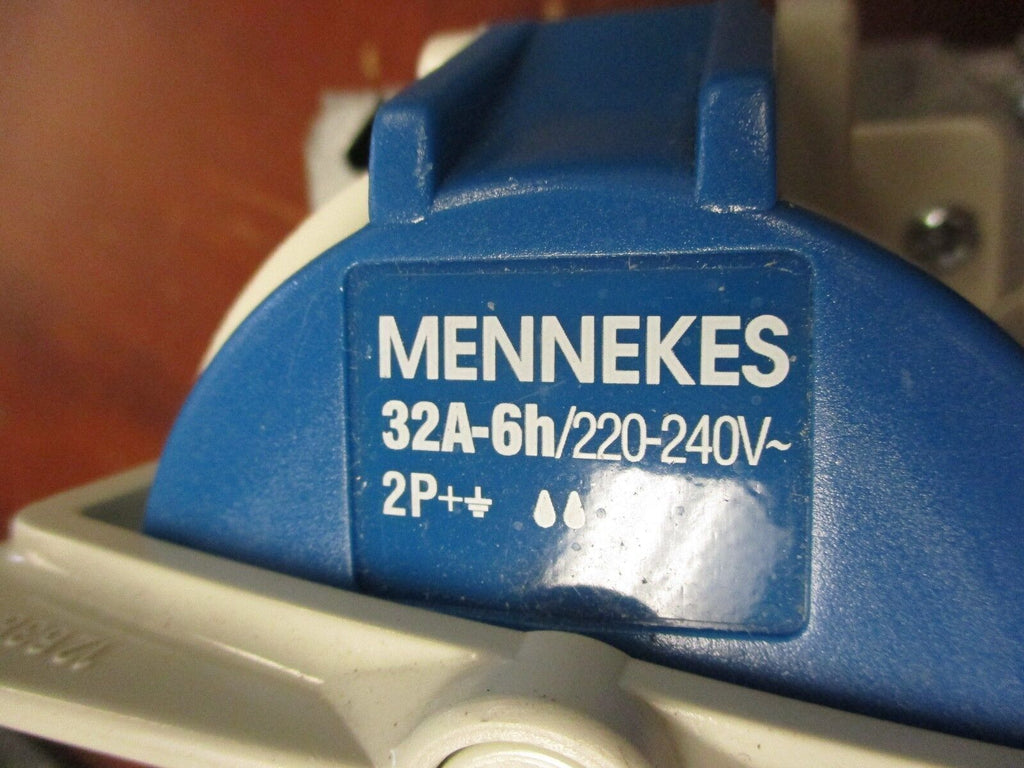 MENNEKES
32A-6h/220-240V~
2P+⏚ 💧💧